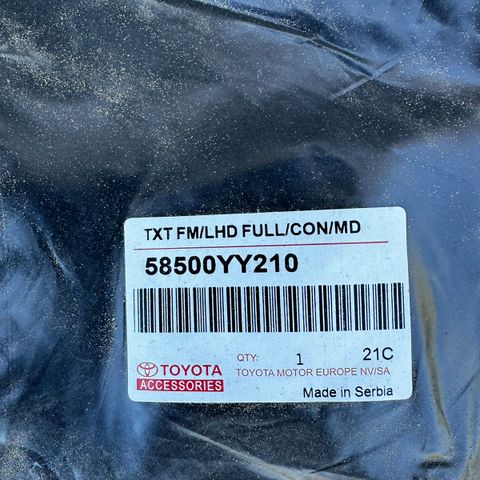 TXT FM/LHD FULL/CON/MD
58500YY210
TOYOTA
ACCESSORIES
QTY: 1 21C
TOYOTA MOTOR EUROPE NV/SA
Made in Serbia